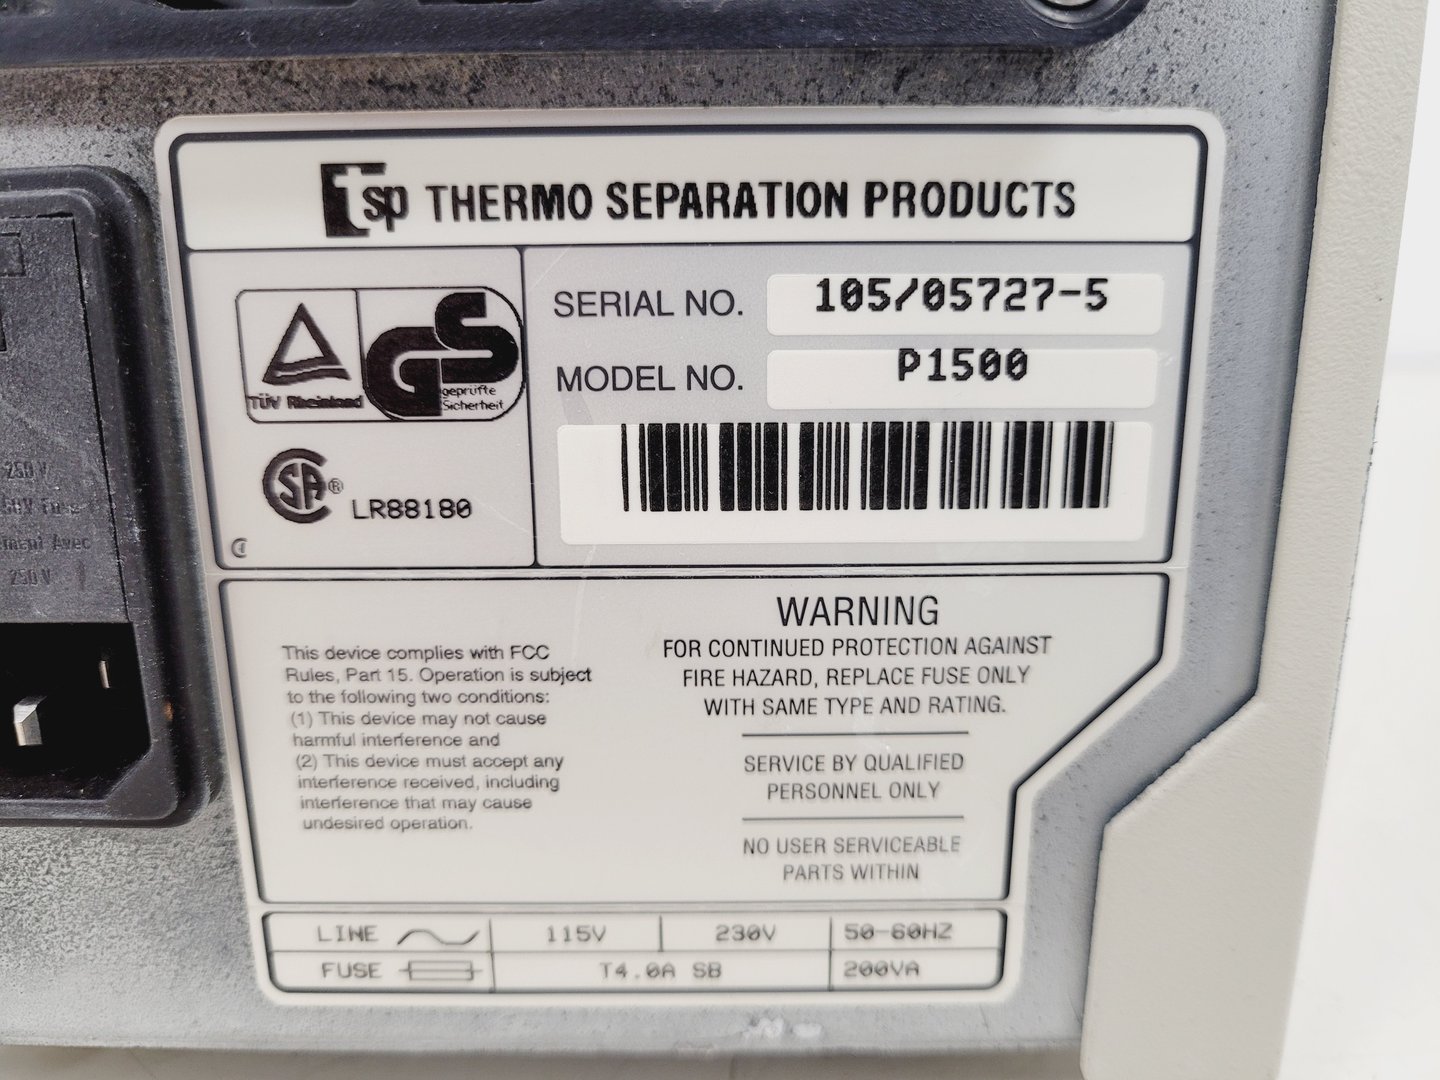 tsp THERMO SEPARATION PRODUCTS
SERIAL NO. 105/05727-5
MODEL NO. P1500
TÜV Rheinland
GS
geprüfte
Sicherheit
SA® LR88180
This device complies with FCC
Rules, Part 15. Operation is subject
to the following two conditions:
(1) This device may not cause
harmful interference and
(2) This device must accept any
interference received, including
interference that may cause
undesired operation.
WARNING
FOR CONTINUED PROTECTION AGAINST
FIRE HAZARD, REPLACE FUSE ONLY
WITH SAME TYPE AND RATING.
SERVICE BY QUALIFIED
PERSONNEL ONLY
NO USER SERVICEABLE
PARTS WITHIN
LINE 115V 230V 50-60HZ
FUSE T4.0A SB 200VA
250 V
Avec
250 V